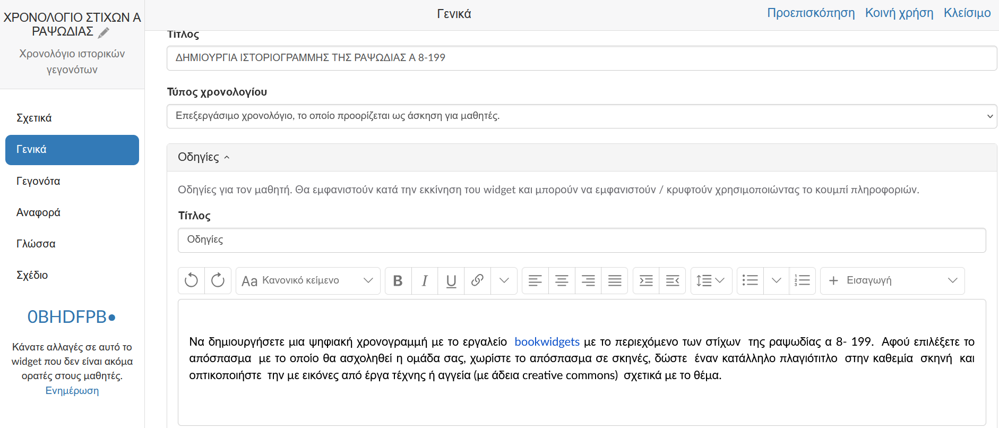 ΧΡΟΝΟΛΟΓΙΟ ΣΤΙΧΩΝ Α
ΡΑΨΩΔΙΑΣ
Χρονολόγιο ιστορικών
γεγονότων
Σχετικά
Γενικά
Γεγονότα
Αναφορά
Γλώσσα
Σχέδιο
0BHDFPB
Κάνατε αλλαγές σε αυτό το
widget που δεν είναι ακόμα
ορατές στους μαθητές.
Ενημέρωση
Γενικά
Προεπισκόπηση Κοινή χρήση Κλείσιμο
Τίτλος
ΔΗΜΙΟΥΡΓΙΑ ΙΣΤΟΡΙΟΓΡΑΜΜΗΣ ΤΗΣ ΡΑΨΩΔΙΑΣ Α 8-199
Τύπος χρονολογίου
Επεξεργάσιμο χρονολόγιο, το οποίο προορίζεται ως άσκηση για μαθητές.
Οδηγίες
Οδηγίες για τον μαθητή. Θα εμφανιστούν κατά την εκκίνηση του widget και μπορούν να εμφανιστούν / κρυφτούν χρησιμοποιώντας το κουμπί πληροφοριών.
Τίτλος
Οδηγίες
Aa Κανονικό κείμενο B I U Εισαγωγή
Να δημιουργήσετε μια ψηφιακή χρονογραμμή με το εργαλείο bookwidgets με το περιεχόμενο των στίχων της ραψωδίας α 8- 199. Αφού επιλέξετε το
απόσπασμα με το οποίο θα ασχοληθεί η ομάδα σας, χωρίστε το απόσπασμα σε σκηνές, δώστε έναν κατάλληλο πλαγιότιτλο στην καθεμία σκηνή και
οπτικοποιήστε την με εικόνες από έργα τέχνης ή αγγεία (με άδεια creative commons) σχετικά με το θέμα.